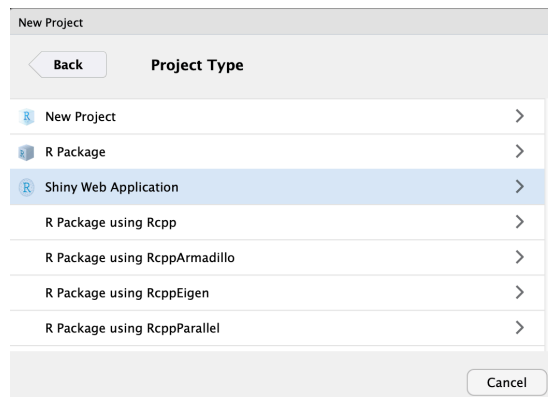 New Project
Back
Project Type
R New Project
R R Package
R Shiny Web Application
R Package using Rcpp
R Package using RcppArmadillo
R Package using RcppEigen
R Package using RcppParallel
Cancel